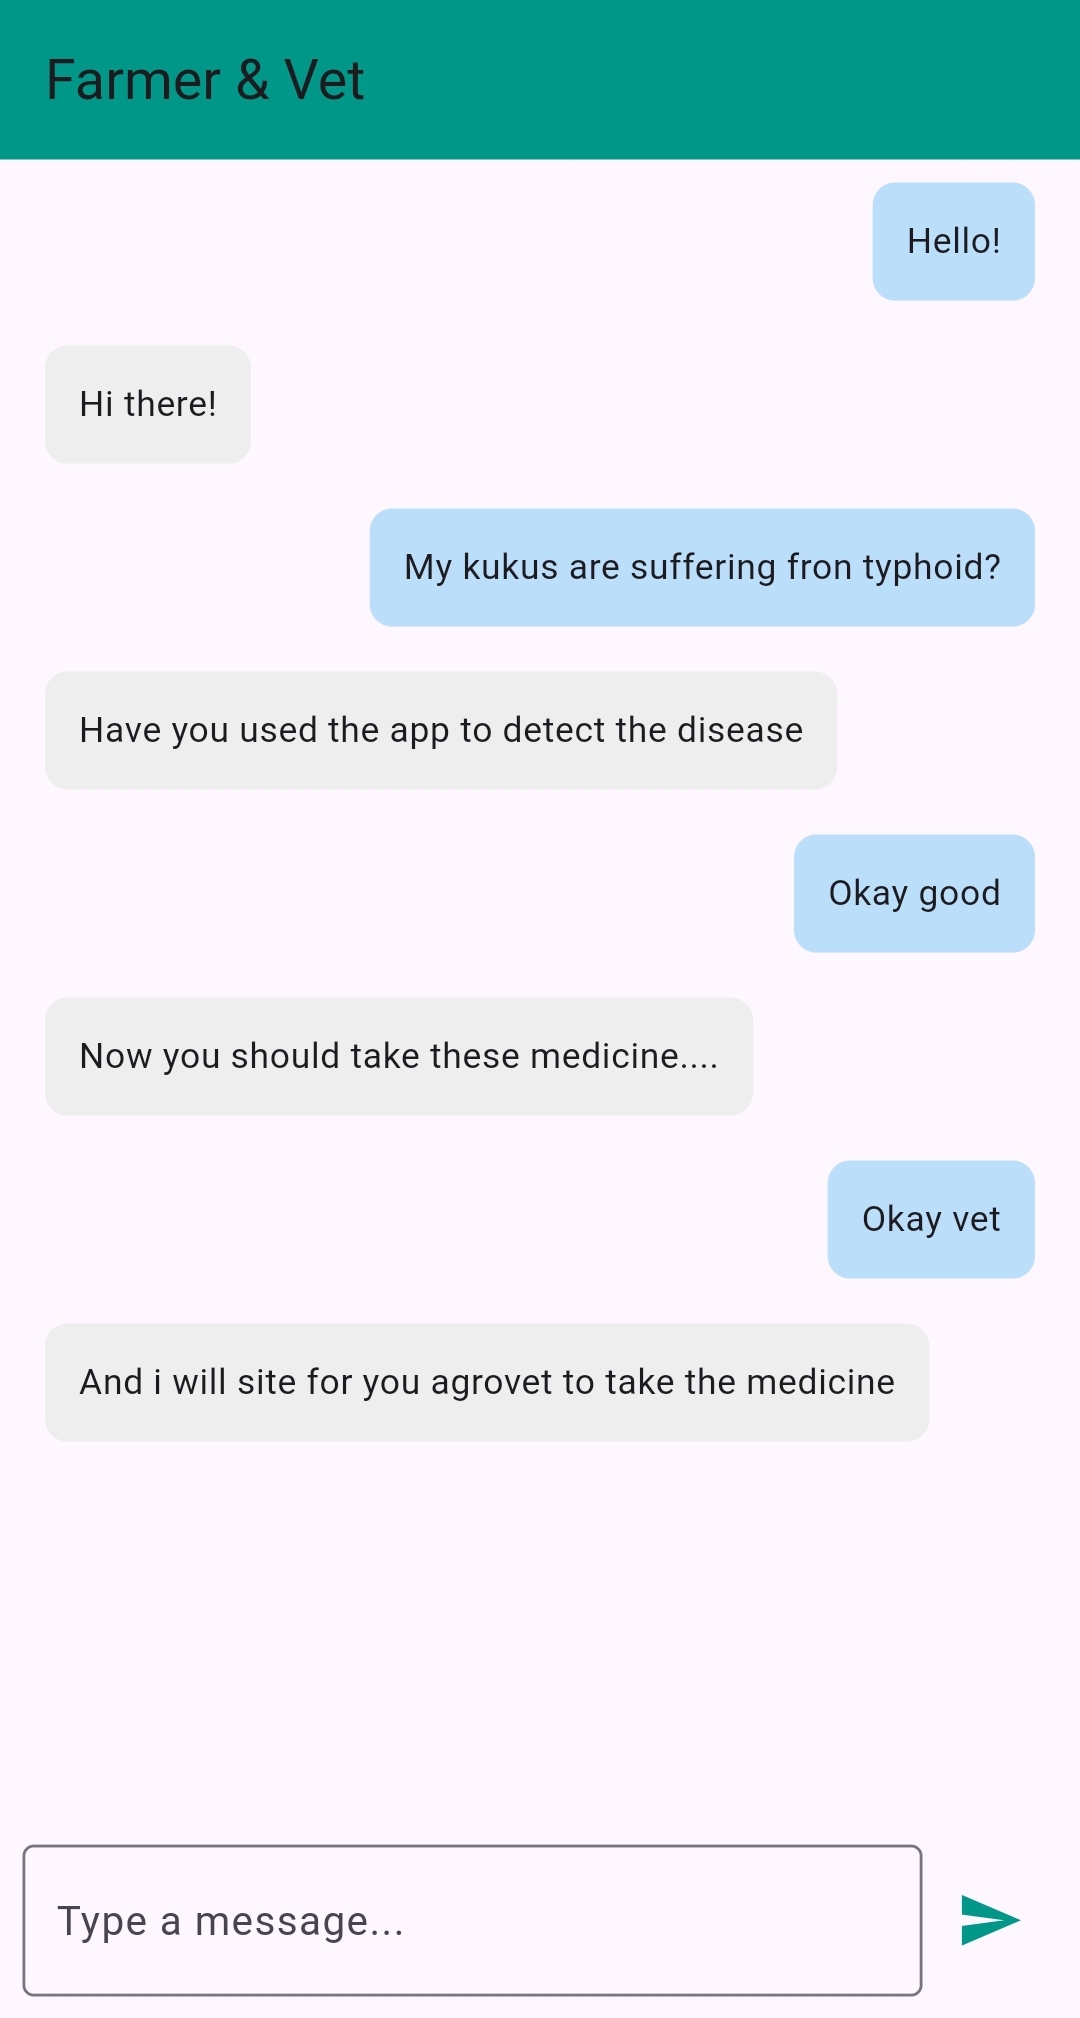 Farmer & Vet
Hello!
Hi there!
My kukus are suffering fron typhoid?
Have you used the app to detect the disease
Okay good
Now you should take these medicine....
Okay vet
And i will site for you agrovet to take the medicine
Type a message...